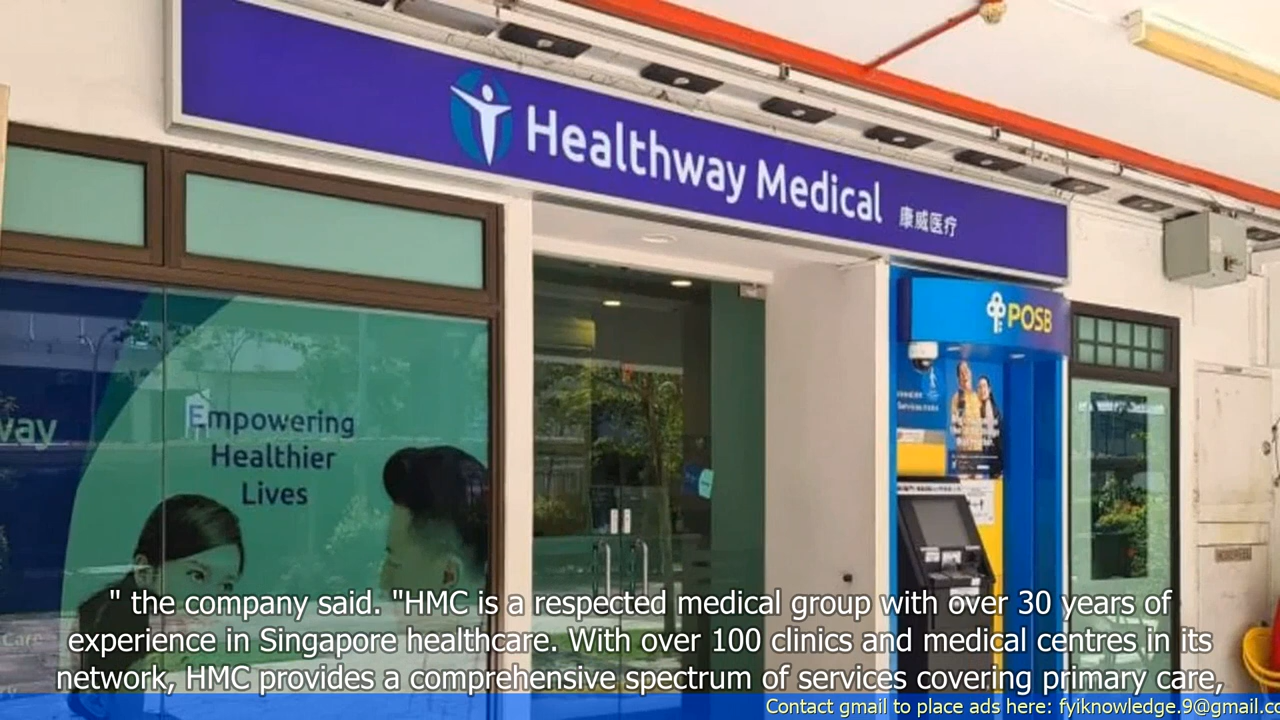 Healthway Medical 康威医疗
POSB
way
Empowering
Healthier
Lives
Care
" the company said. "HMC is a respected medical group with over 30 years of
experience in Singapore healthcare. With over 100 clinics and medical centres in its
network, HMC provides a comprehensive spectrum of services covering primary care,
Contact gmail to place ads here: fyiknowledge.9@gmail.co